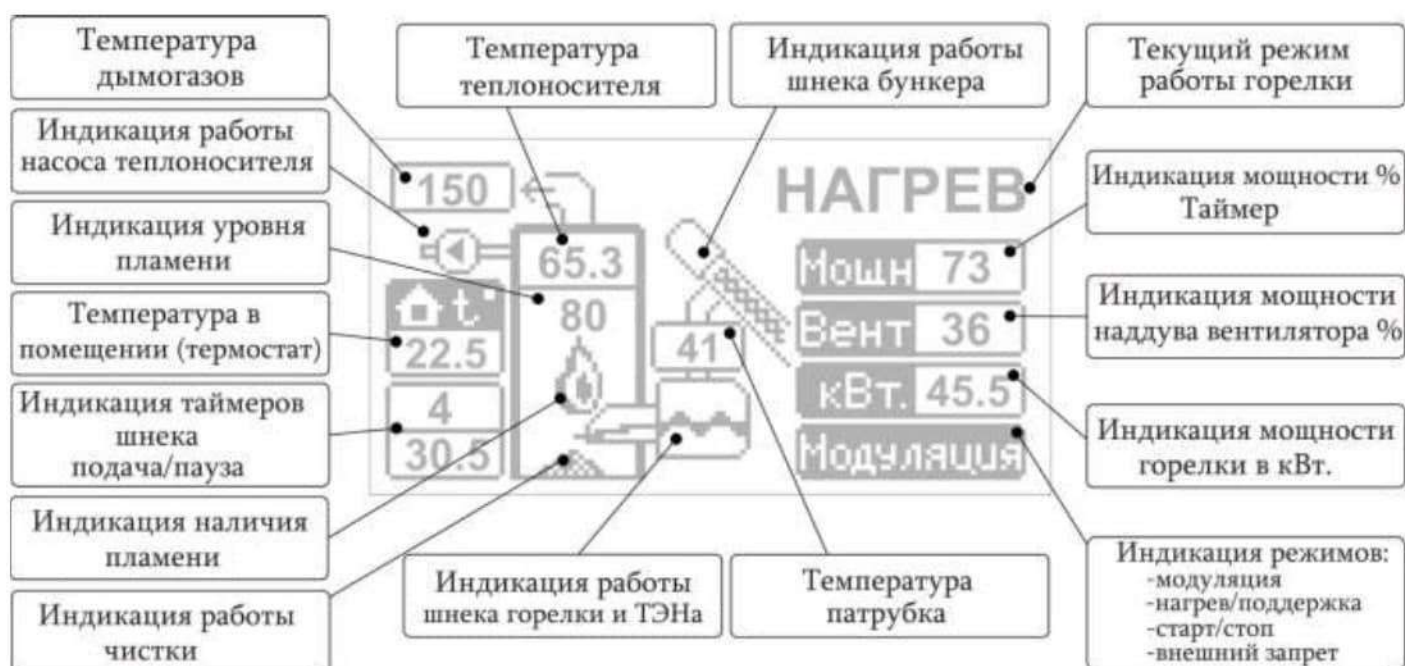 Температура
дымогазов
Температура
теплоносителя
Индикация работы
шнека бункера
Текущий режим
работы горелки
Индикация работы
насоса теплоносителя
Индикация уровня
пламени
Температура в
помещении (термостат)
Индикация таймеров
шнека
подача/пауза
Индикация наличия
пламени
Индикация работы
чистки
150
65.3
80
t°
22.5
4
30.5
41
НАГРЕВ
Мощн 73
Вент 36
кВт. 45.5
Модуляция
Индикация мощности %
Таймер
Индикация мощности
наддува вентилятора %
Индикация мощности
горелки в кВт.
Индикация работы
шнека горелки и ТЭНа
Температура
патрубка
Индикация режимов:
-модуляция
-нагрев/поддержка
-старт/стоп
-внешний запрет